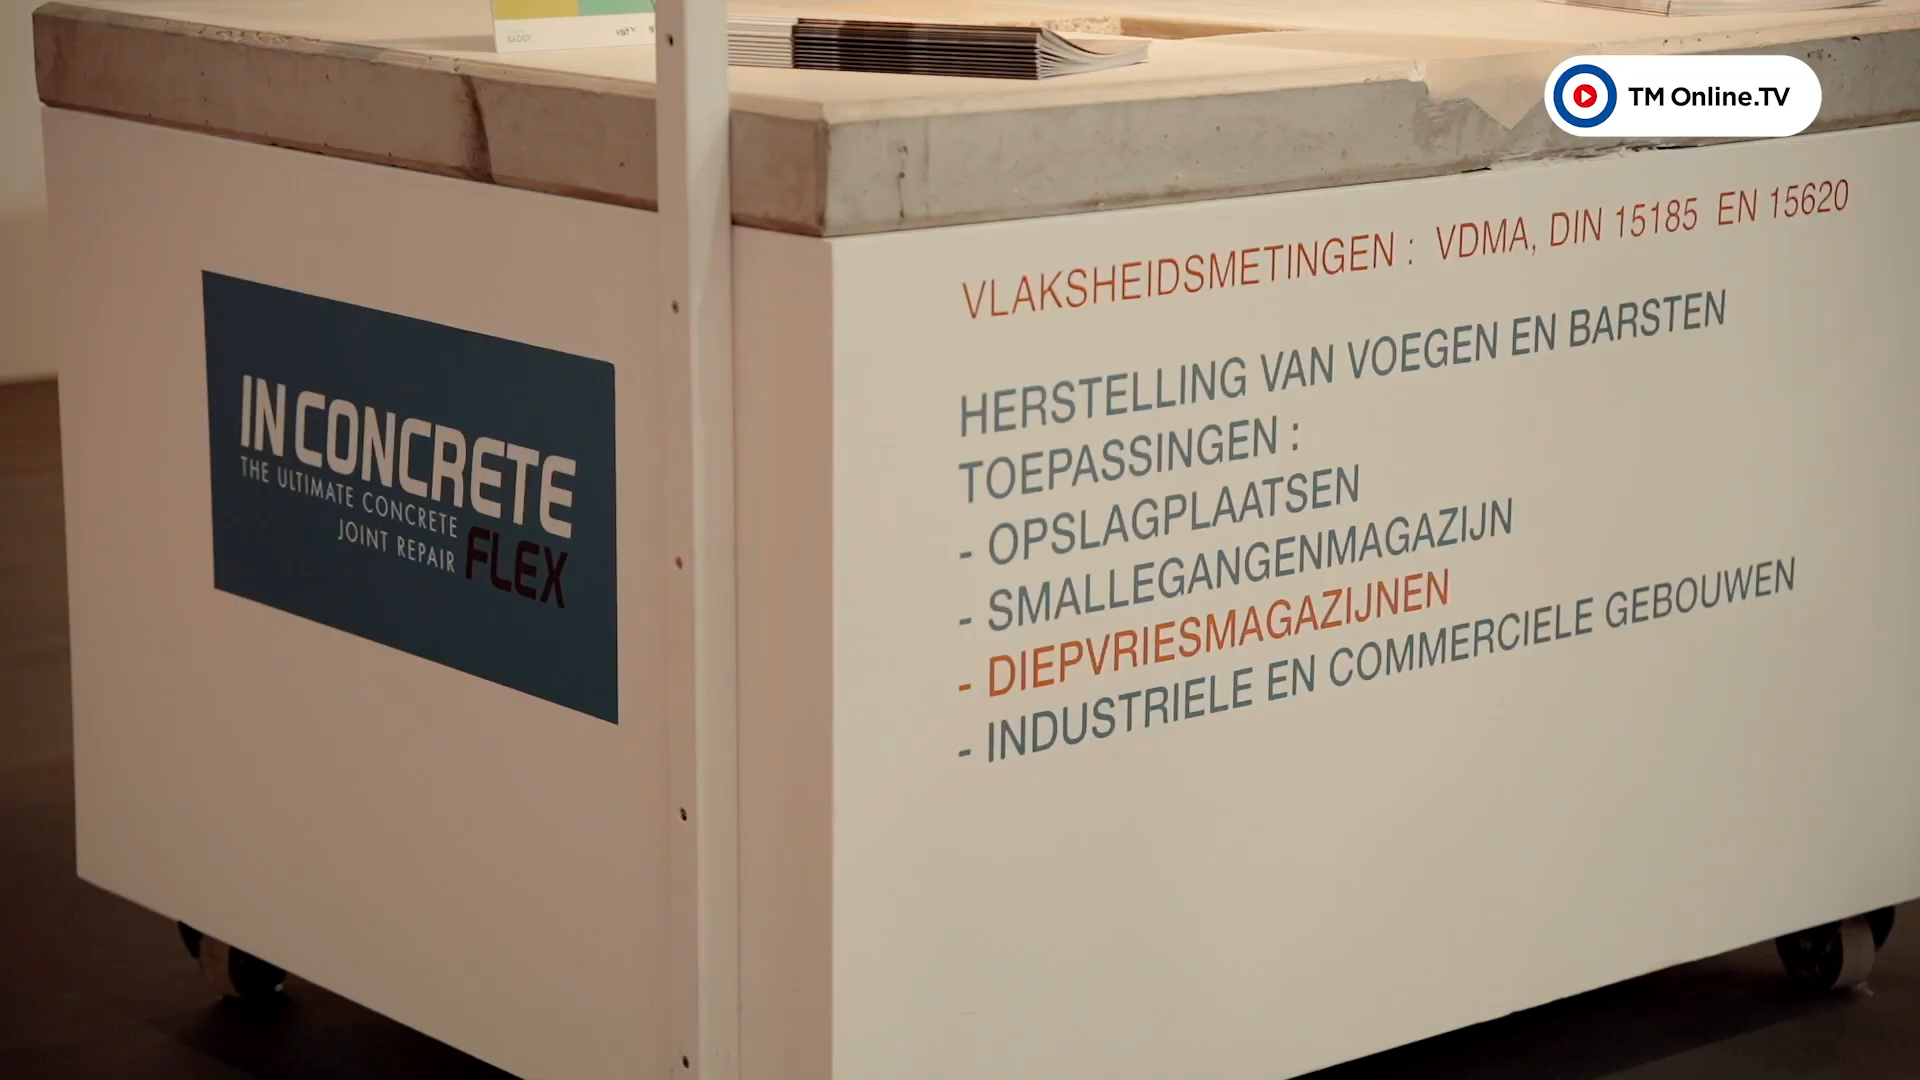 TM Online.TV
IN CONCRETE
THE ULTIMATE CONCRETE
JOINT REPAIR FLEX
VLAKSHEIDSMETINGEN : VDMA, DIN 15185 EN 15620
HERSTELLING VAN VOEGEN EN BARSTEN
TOEPASSINGEN :
- OPSLAGPLAATSEN
- SMALLEGANGENMAGAZIJN
- DIEPVRIESMAGAZIJNEN
- INDUSTRIELE EN COMMERCIELE GEBOUWEN